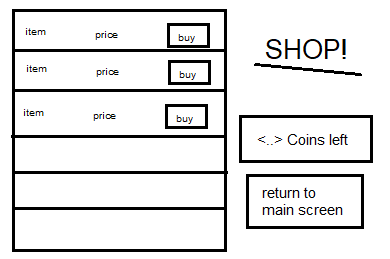 item price buy
item price buy
item price buy
SHOP!
<..> Coins left
return to
main screen